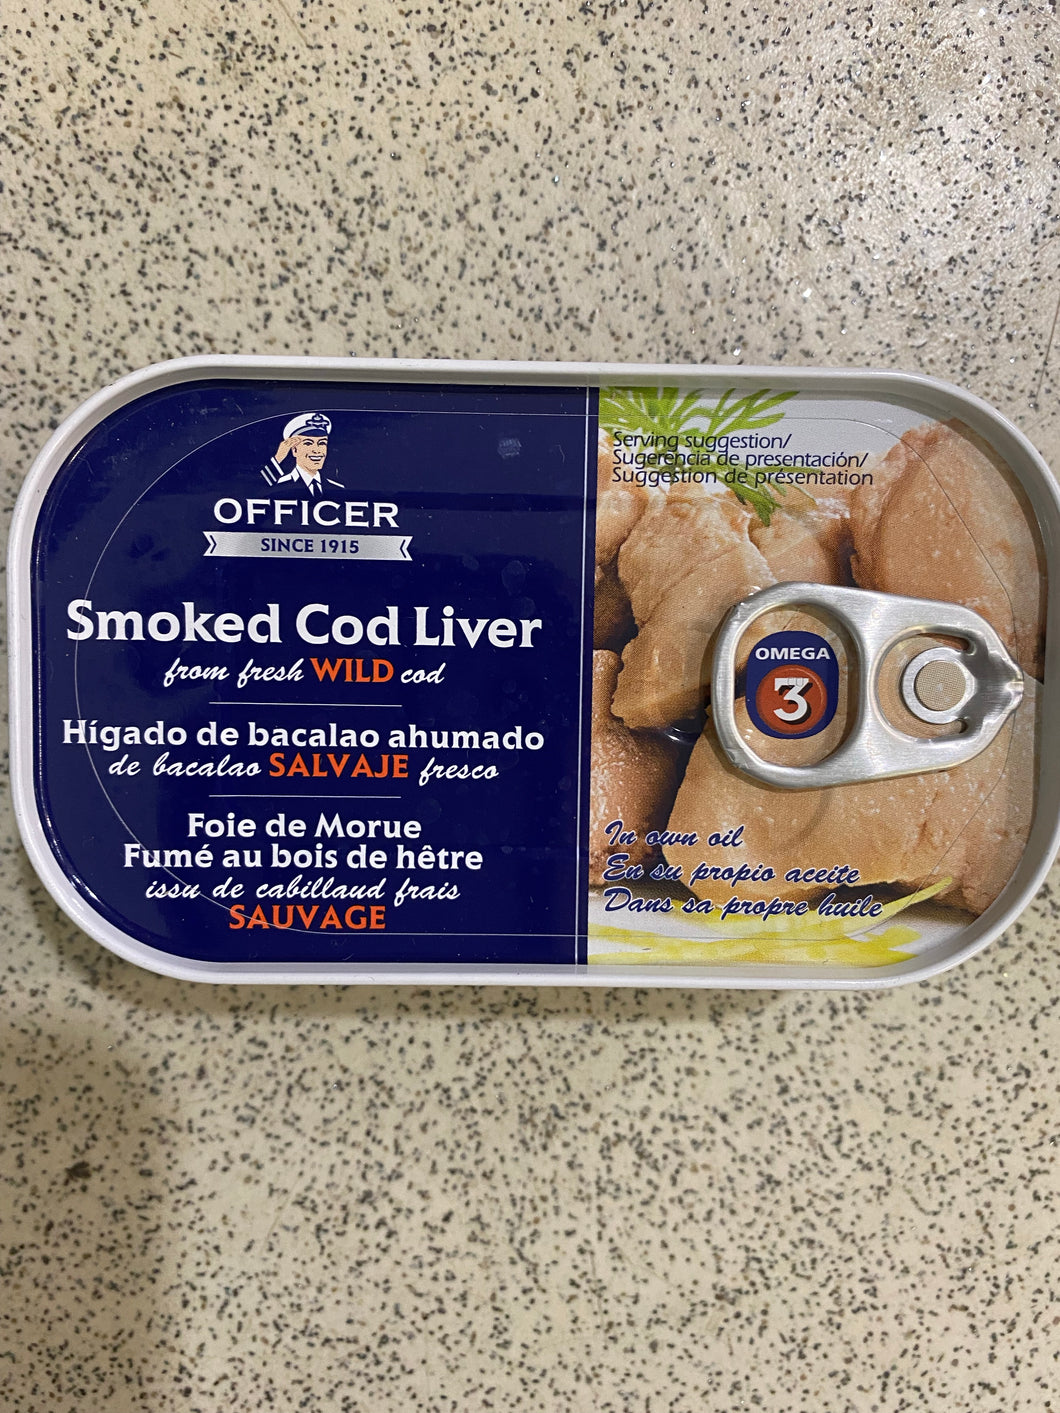 OFFICER
SINCE 1915
Smoked Cod Liver
from fresh WILD cod
Hígado de bacalao ahumado
de bacalao SALVAJE fresco
Foie de Morue
Fumé au bois de hêtre
issu de cabillaud frais
SAUVAGE
Serving suggestion/
Sugerencia de presentación/
Suggestion de présentation
OMEGA
3
In own oil
En su propio aceite
Dans sa propre huile